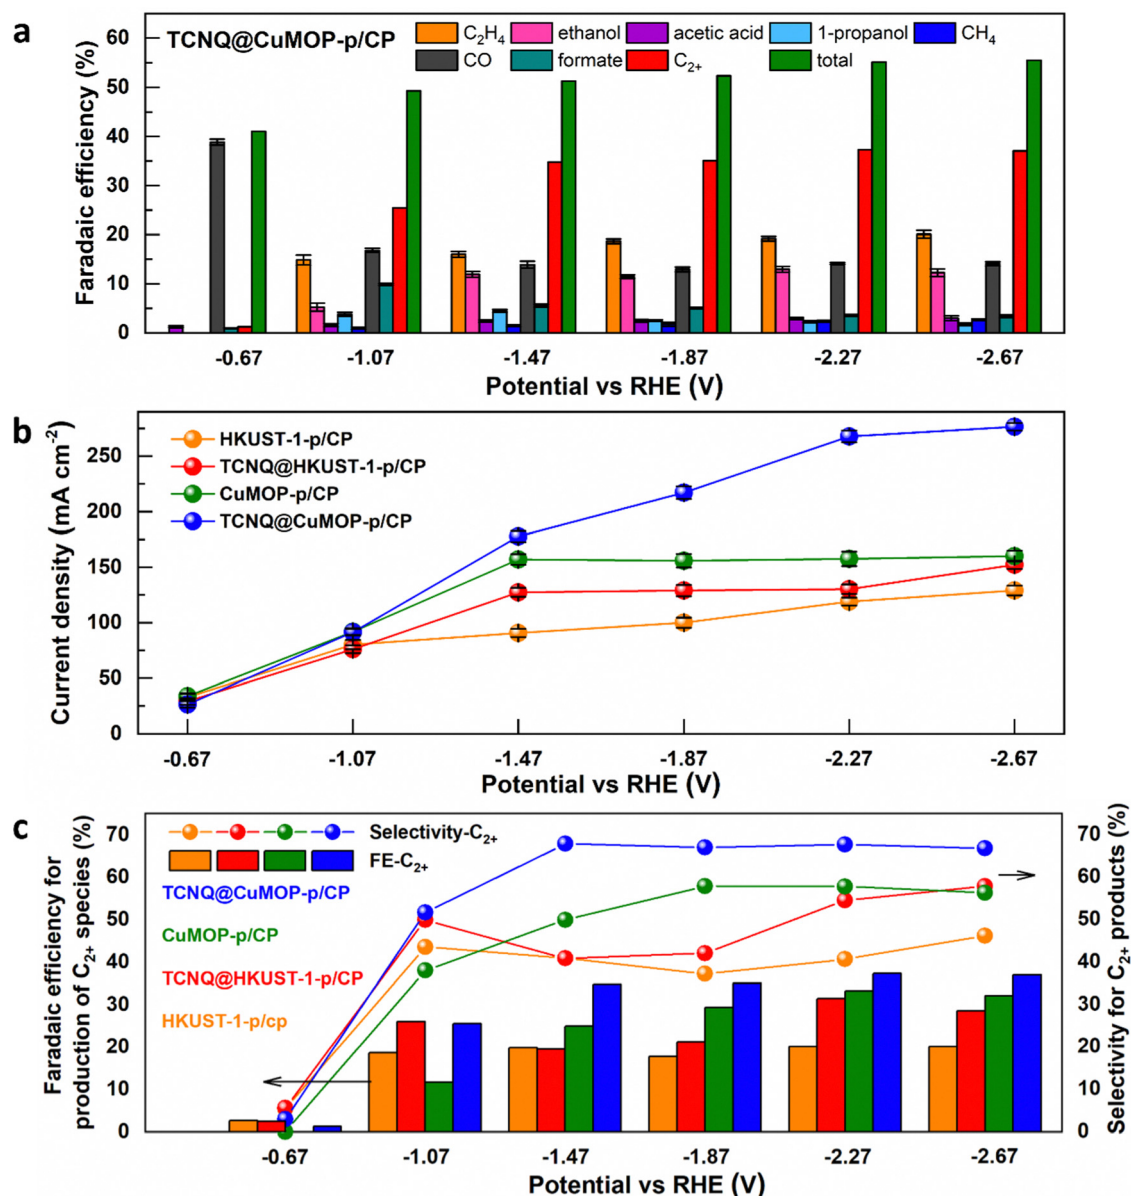 a
TCNQ@CuMOP-p/CP
C₂H₄ ethanol acetic acid 1-propanol CH₄
CO formate C₂₊ total
Faradaic efficiency (%)
60
50
40
30
20
10
0
-0.67 -1.07 -1.47 -1.87 -2.27 -2.67
Potential vs RHE (V)
b
HKUST-1-p/CP
TCNQ@HKUST-1-p/CP
CuMOP-p/CP
TCNQ@CuMOP-p/CP
Current density (mA cm⁻²)
250
200
150
100
50
0
-0.67 -1.07 -1.47 -1.87 -2.27 -2.67
Potential vs RHE (V)
c
Selectivity-C₂₊
FE-C₂₊
TCNQ@CuMOP-p/CP
CuMOP-p/CP
TCNQ@HKUST-1-p/CP
HKUST-1-p/cp
Faradaic efficiency for
production of C₂₊ species (%)
70
60
50
40
30
20
10
0
Selectivity for C₂₊ products (%)
70
60
50
40
30
20
10
0
-0.67 -1.07 -1.47 -1.87 -2.27 -2.67
Potential vs RHE (V)